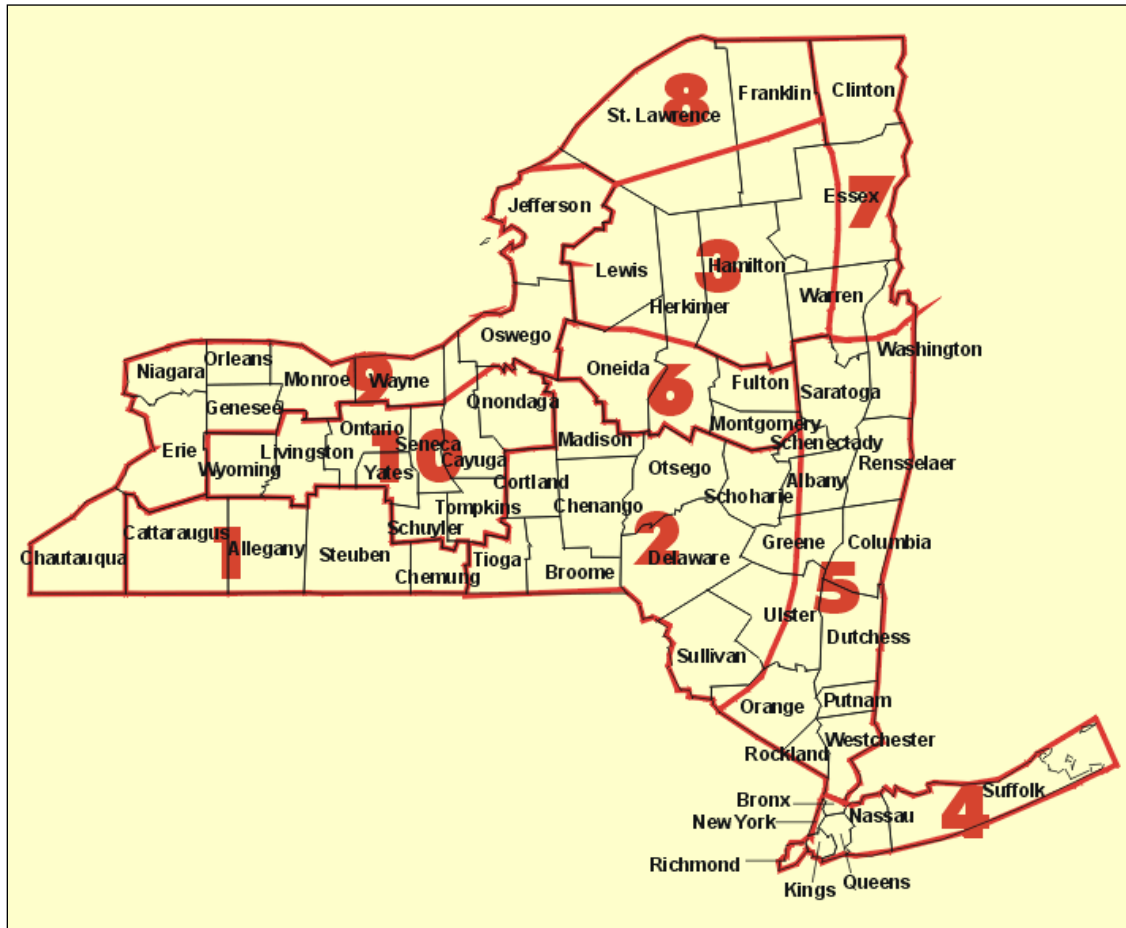 8
Franklin
Clinton
St. Lawrence
Essex
7
Jefferson
3
Lewis
Hamilton
Warren
Herkimer
Oswego
Washington
Orleans
Niagara
Monroe
9
Wayne
Oneida
6
Fulton
Saratoga
Genesee
Onondaga
Montgomery
Ontario
Madison
Schenectady
Erie
Livingston
10
Seneca
Wyoming
Yates
Cayuga
Otsego
Rensselaer
Cortland
Albany
Schoharie
Tompkins
Chenango
Schuyler
Cattaraugus
1
Allegany
Steuben
2
Greene
Columbia
Chautauqua
Tioga
Delaware
Chemung
Broome
5
Ulster
Dutchess
Sullivan
Orange
Putnam
Westchester
Rockland
Suffolk
4
Bronx
Nassau
New York
Richmond
Kings
Queens